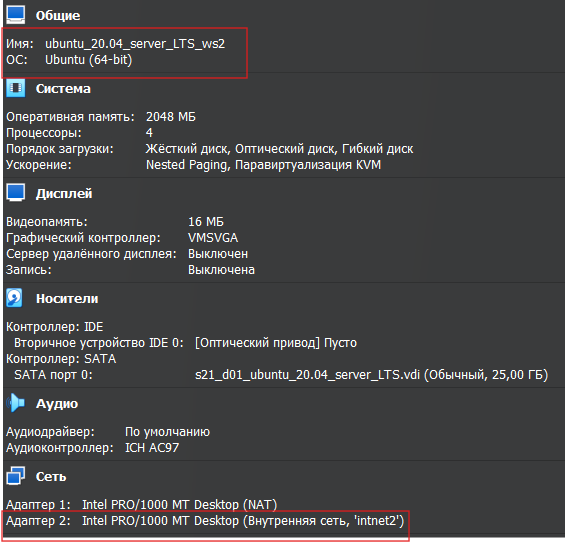 Общие
Имя: ubuntu_20.04_server_LTS_ws2
ОС: Ubuntu (64-bit)
Система
Оперативная память: 2048 МБ
Процессоры: 4
Порядок загрузки: Жёсткий диск, Оптический диск, Гибкий диск
Ускорение: Nested Paging, Паравиртуализация KVM
Дисплей
Видеопамять: 16 МБ
Графический контроллер: VMSVGA
Сервер удалённого дисплея: Выключен
Запись: Выключена
Носители
Контроллер: IDE
Вторичное устройство IDE 0: [Оптический привод] Пусто
Контроллер: SATA
SATA порт 0: s21_d01_ubuntu_20.04_server_LTS.vdi (Обычный, 25,00 ГБ)
Аудио
Аудиодрайвер: По умолчанию
Аудиоконтроллер: ICH AC97
Сеть
Адаптер 1: Intel PRO/1000 MT Desktop (NAT)
Адаптер 2: Intel PRO/1000 MT Desktop (Внутренняя сеть, 'intnet2')